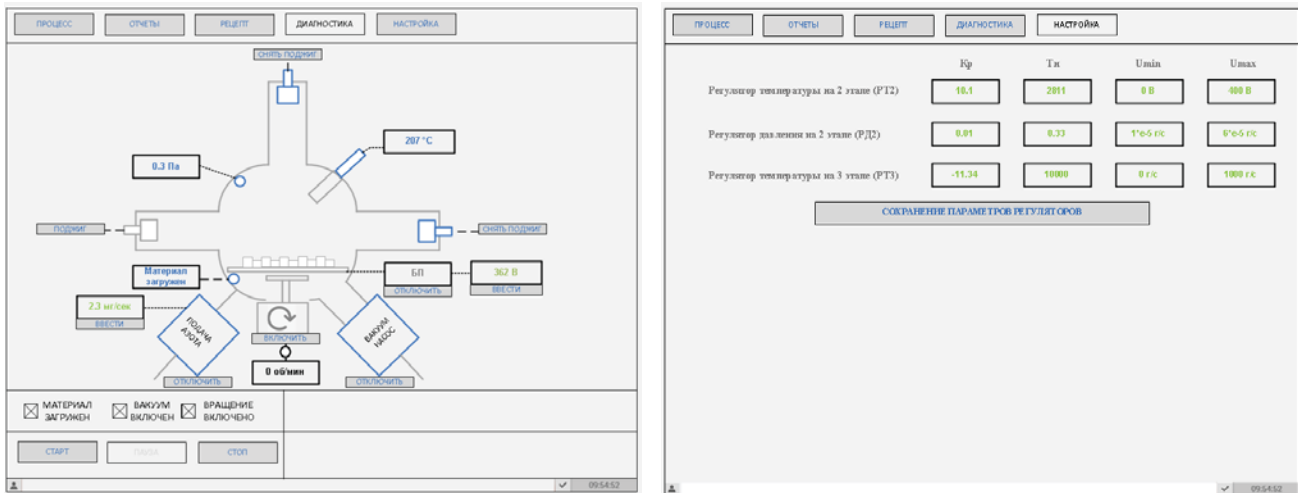 ПРОЦЕСС ОТЧЕТЫ РЕЦЕПТ ДИАГНОСТИКА НАСТРОЙКА
СНЯТЬ ПОДЖИГ
207 °C
0.3 Па
ПОДЖИГ
СНЯТЬ ПОДЖИГ
Материал
загружен
БП
362 В
ОТКЛЮЧИТЬ
ВВЕСТИ
2.3 мг/сек
ВВЕСТИ
ПОДАЧА
АЗОТА
ВАКУУМ
НАСОС
ВКЛЮЧИТЬ
0 об/мин
ОТКЛЮЧИТЬ
ОТКЛЮЧИТЬ
МАТЕРИАЛ
ЗАГРУЖЕН
ВАКУУМ
ВКЛЮЧЕН
ВРАЩЕНИЕ
ВКЛЮЧЕНО
СТАРТ ПАУЗА СТОП
09:54:52
ПРОЦЕСС ОТЧЕТЫ РЕЦЕПТ ДИАГНОСТИКА НАСТРОЙКА
Кр Ти Umin Umax
Регулятор температуры на 2 этапе (РТ2) 10.1 2011 0 В 400 В
Регулятор давления на 2 этапе (РД2) 0.01 0.33 1*e-5 г/с 6*e-5 г/с
Регулятор температуры на 3 этапе (РТ3) -11.34 10000 0 г/с 1000 г/с
СОХРАНЕНИЕ ПАРАМЕТРОВ РЕГУЛЯТОРОВ
09:54:52